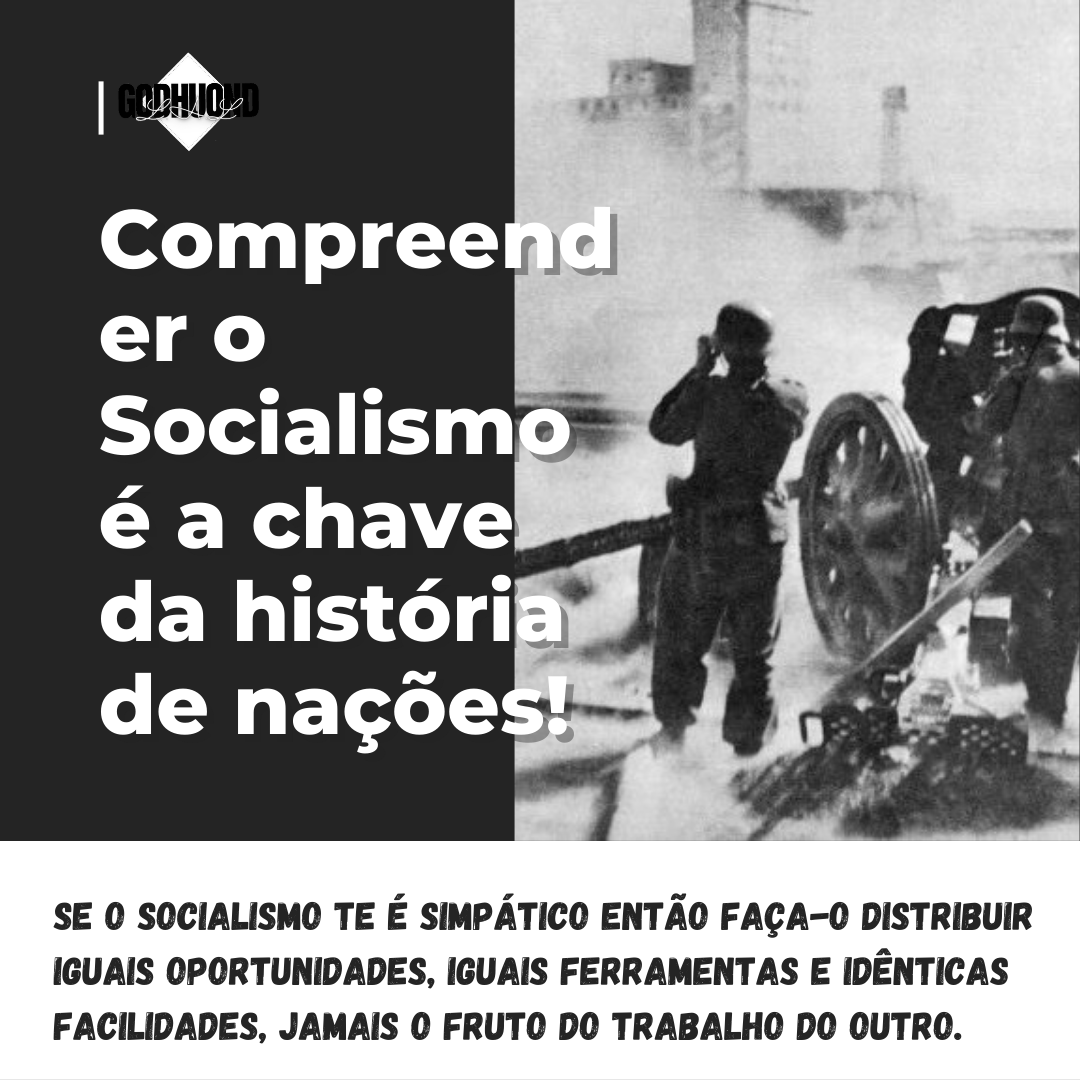 GODHUOND
Compreend
er o
Socialismo
é a chave
da história
de nações!
SE O SOCIALISMO TE É SIMPÁTICO ENTÃO FAÇA-O DISTRIBUIR
IGUAIS OPORTUNIDADES, IGUAIS FERRAMENTAS E IDÊNTICAS
FACILIDADES, JAMAIS O FRUTO DO TRABALHO DO OUTRO.